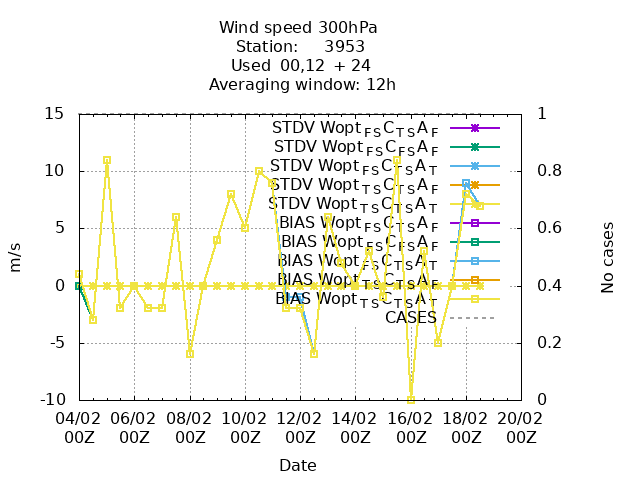 Wind speed 300hPa
Station: 3953
Used 00,12 + 24
Averaging window: 12h
15 1
STDV Wopt FS C TS A F
10 STDV Wopt FS C FS A F 0.8
STDV Wopt FS C TS A T
STDV Wopt TS C TS A F
STDV Wopt TS C TS A T
5 BIAS Wopt FS C TS A F 0.6
BIAS Wopt FS C FS A F
m/s No cases
BIAS Wopt FS C TS A T
0 BIAS Wopt TS C TS A F 0.4
BIAS Wopt TS C TS A T
CASES
-5 0.2
-10 0
04/02 06/02 08/02 10/02 12/02 14/02 16/02 18/02 20/02
00Z 00Z 00Z 00Z 00Z 00Z 00Z 00Z 00Z
Date